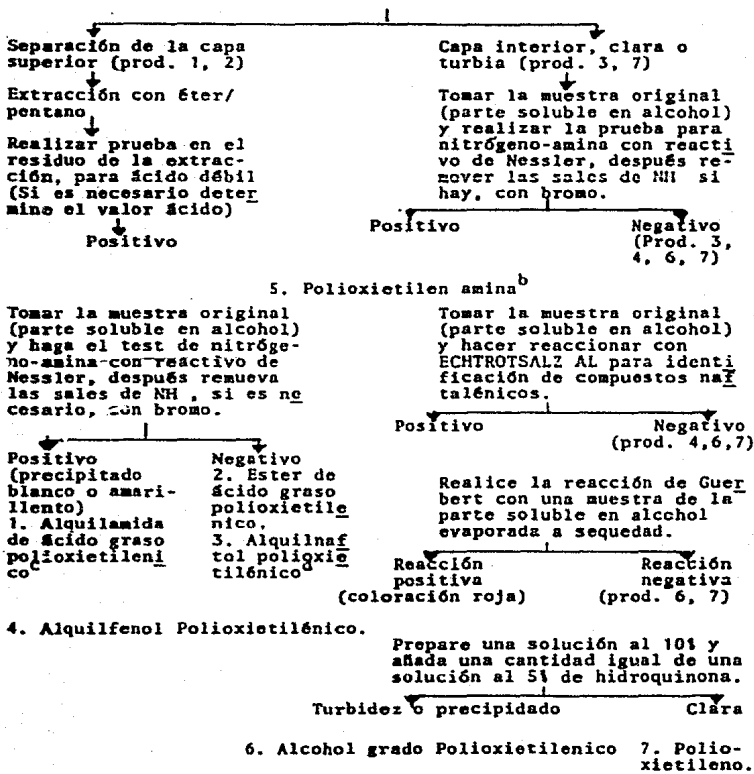 Separación de la capa
superior (prod. 1, 2)
Extracción con éter/
pentano
Realizar prueba en el
residuo de la extrac-
ción, para ácido débil
(Si es necesario deter
mine el valor ácido)
Positivo
Capa interior, clara o
turbia (prod. 3, 7)
Tomar la muestra original
(parte soluble en alcohol)
y realizar la prueba para
nitrógeno-amina con reacti
vo de Nessler, después re-
mover las sales de NH si
hay, con bromo.
Positivo
Negativo
(Prod. 3,
4, 6, 7)
5. Polioxietilen amina b
Tomar la muestra original
(parte soluble en alcohol)
y haga el test de nitróge-
no-amina con reactivo de
Nessler, después remueva
las sales de NH , si es ne
cesario, con bromo.
Positivo
(precipitado
blanco o amari-
llento)
1. Alquilamida
de ácido graso
polioxietileni
co c
Negativo
2. Ester de
ácido graso
polioxietile
nico.
3. Alquilnaf
tol polioxie
tilénico d
Tomar la muestra original
(parte soluble en alcohol)
y hacer reaccionar con
ECHTROTSALZ AL para identi
ficación de compuestos naf
talénicos.
Positivo
Negativo
(prod. 4,6,7)
Realice la reacción de Guer
bert con una muestra de la
parte soluble en alcohol
evaporada a sequedad.
Reacción
positiva
(coloración roja)
Reacción
negativa
(prod. 6, 7)
4. Alquilfenol Polioxietilénico.
Prepare una solución al 10% y
añada una cantidad igual de una
solución al 5% de hidroquinona.
Turbidez o precipidado
Clara
6. Alcohol grado Polioxietilenico
7. Polio-
xietileno.